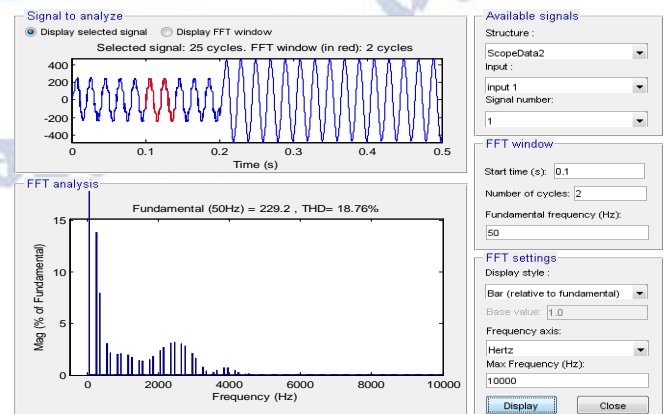 Signal to analyze
Display selected signal Display FFT window
Selected signal: 25 cycles. FFT window (in red): 2 cycles
400
200
0
-200
-400
0 0.1 0.2 0.3 0.4 0.5
Time (s)
FFT analysis
Fundamental (50Hz) = 229.2 , THD= 18.76%
15
10
5
0
Mag (% of Fundamental)
0 2000 4000 6000 8000 10000
Frequency (Hz)
Available signals
Structure :
ScopeData2
Input :
input 1
Signal number:
1
FFT window
Start time (s): 0.1
Number of cycles: 2
Fundamental frequency (Hz):
50
FFT settings
Display style :
Bar (relative to fundamental)
Base value: 1.0
Frequency axis:
Hertz
Max Frequency (Hz):
10000
Display Close